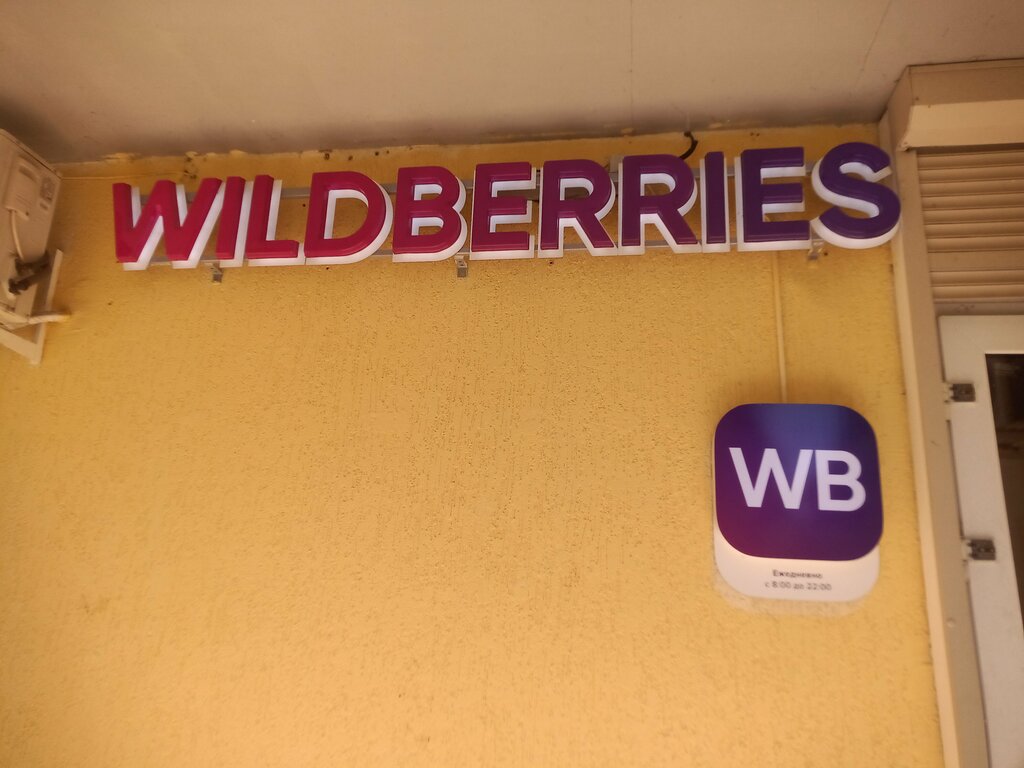 WILDBERRIES
WB
Ежедневно
с 8:00 до 22:00